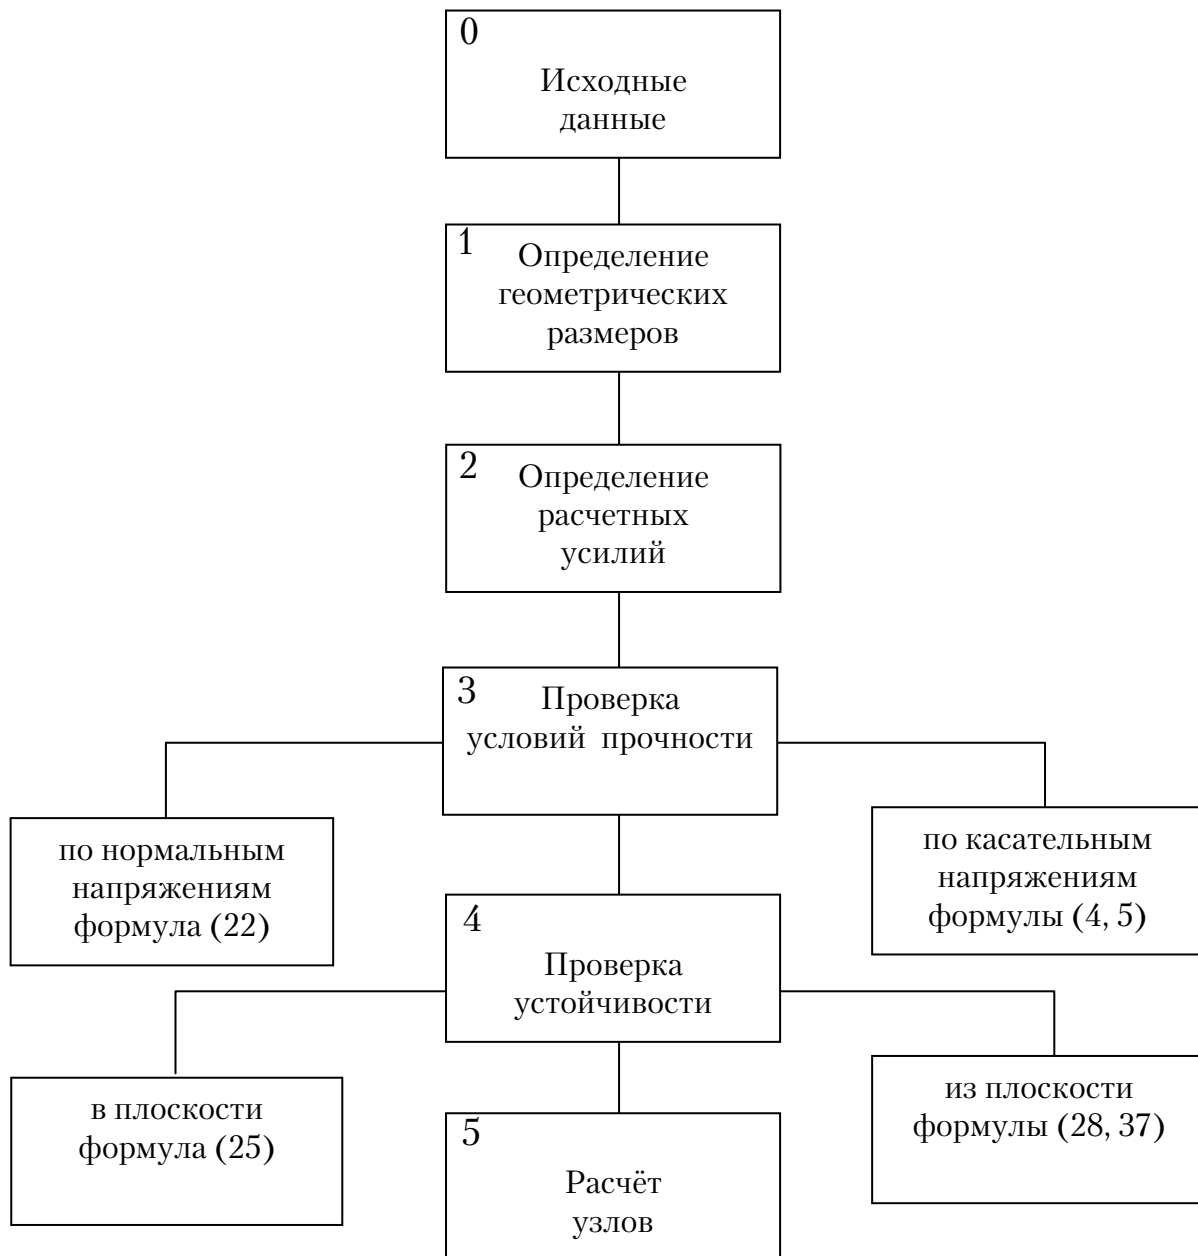 0
Исходные
данные
1
Определение
геометрических
размеров
2
Определение
расчетных
усилий
3
Проверка
условий прочности
по нормальным
напряжениям
формула (22)
по касательным
напряжениям
формулы (4, 5)
4
Проверка
устойчивости
в плоскости
формула (25)
из плоскости
формулы (28, 37)
5
Расчёт
узлов